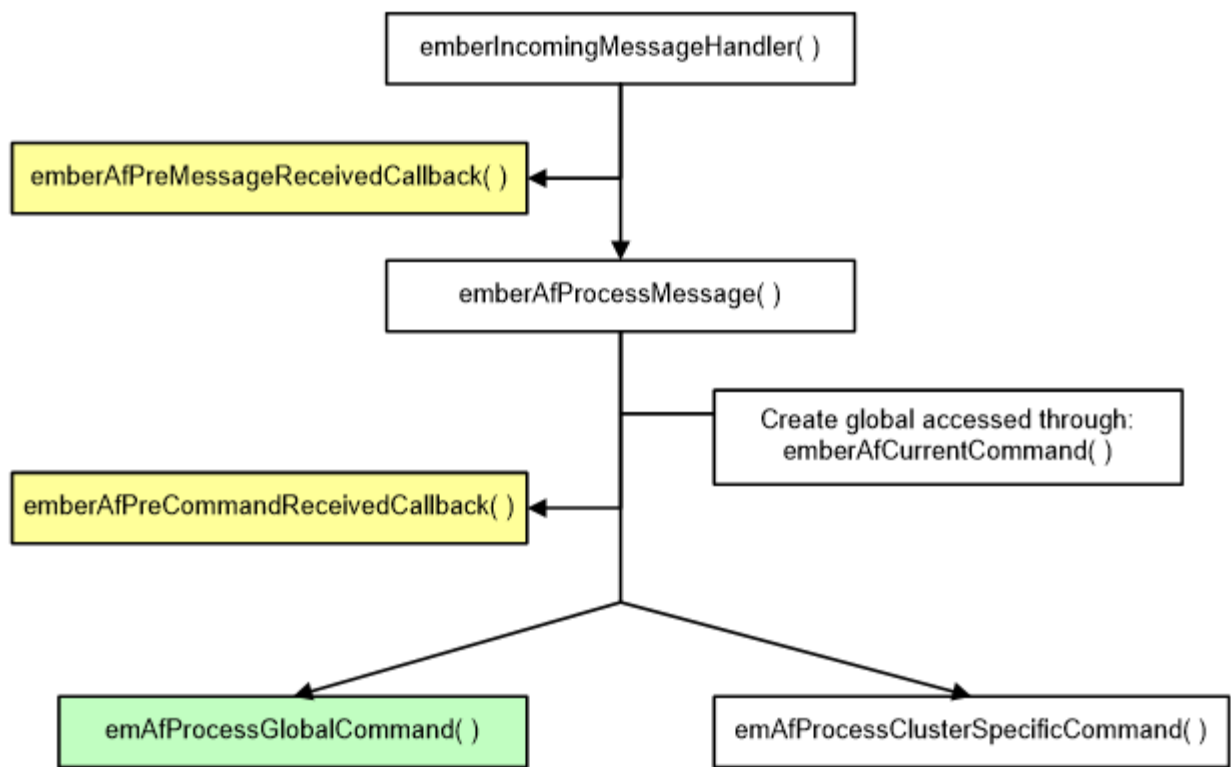 emberIncomingMessageHandler( )
emberAfPreMessageReceivedCallback( )
emberAfProcessMessage( )
Create global accessed through:
emberAfCurrentCommand( )
emberAfPreCommandReceivedCallback( )
emAfProcessGlobalCommand( )
emAfProcessClusterSpecificCommand( )